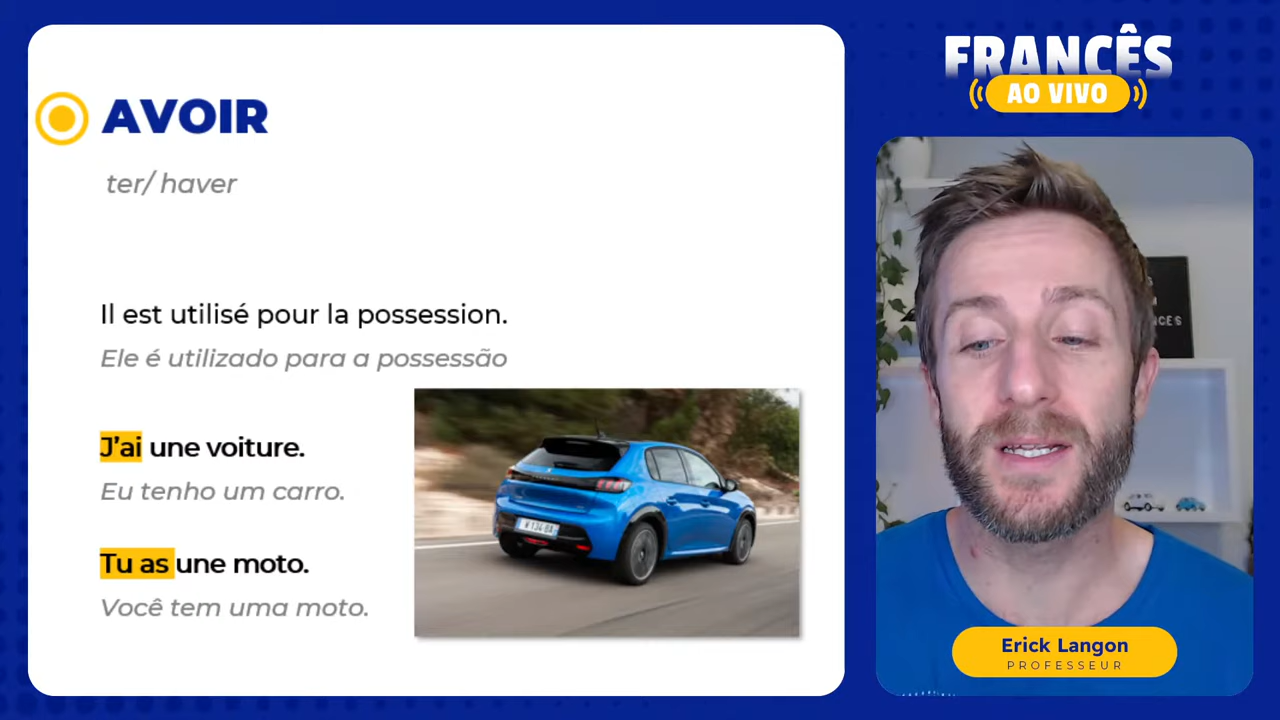 AVOIR
ter/ haver
Il est utilisé pour la possession.
Ele é utilizado para a possessão
J'ai une voiture.
Eu tenho um carro.
Tu as une moto.
Você tem uma moto.
FRANCÊS
AO VIVO
Erick Langon
PROFESSEUR